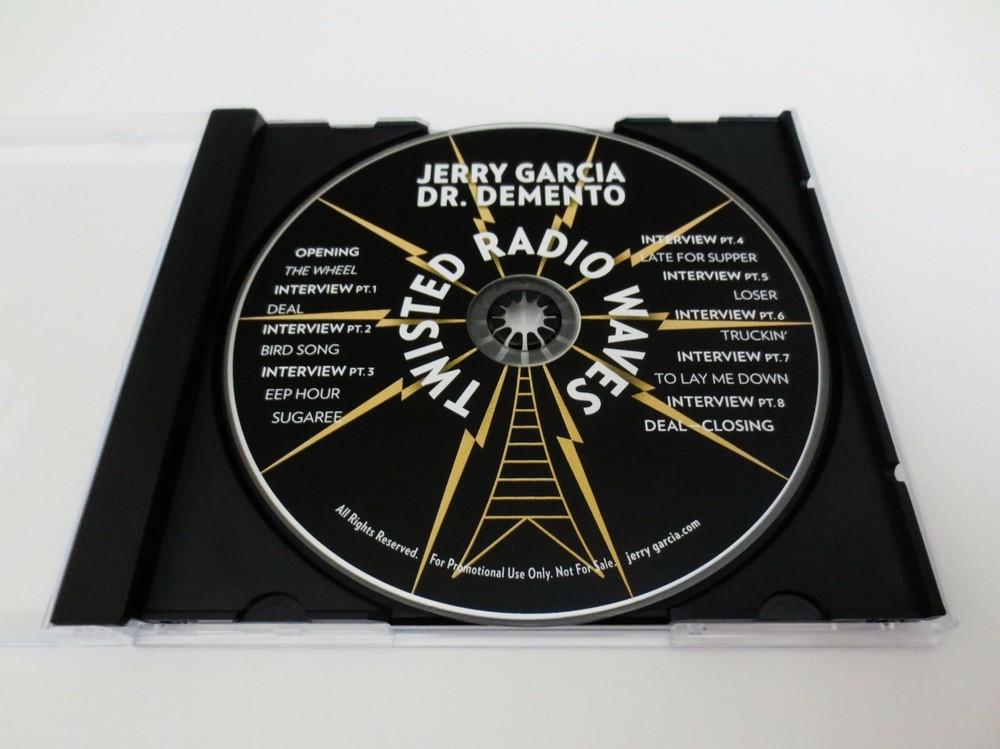 JERRY GARCIA
DR. DEMENTO
TWISTED RADIO WAVES
OPENING
THE WHEEL
INTERVIEW PT.1
DEAL
INTERVIEW PT.2
BIRD SONG
INTERVIEW PT.3
EEP HOUR
SUGAREE
INTERVIEW PT.4
LATE FOR SUPPER
INTERVIEW PT.5
LOSER
INTERVIEW PT.6
TRUCKIN'
INTERVIEW PT.7
TO LAY ME DOWN
INTERVIEW PT.8
DEAL—CLOSING
All Rights Reserved. For Promotional Use Only. Not For Sale. jerry garcia.com